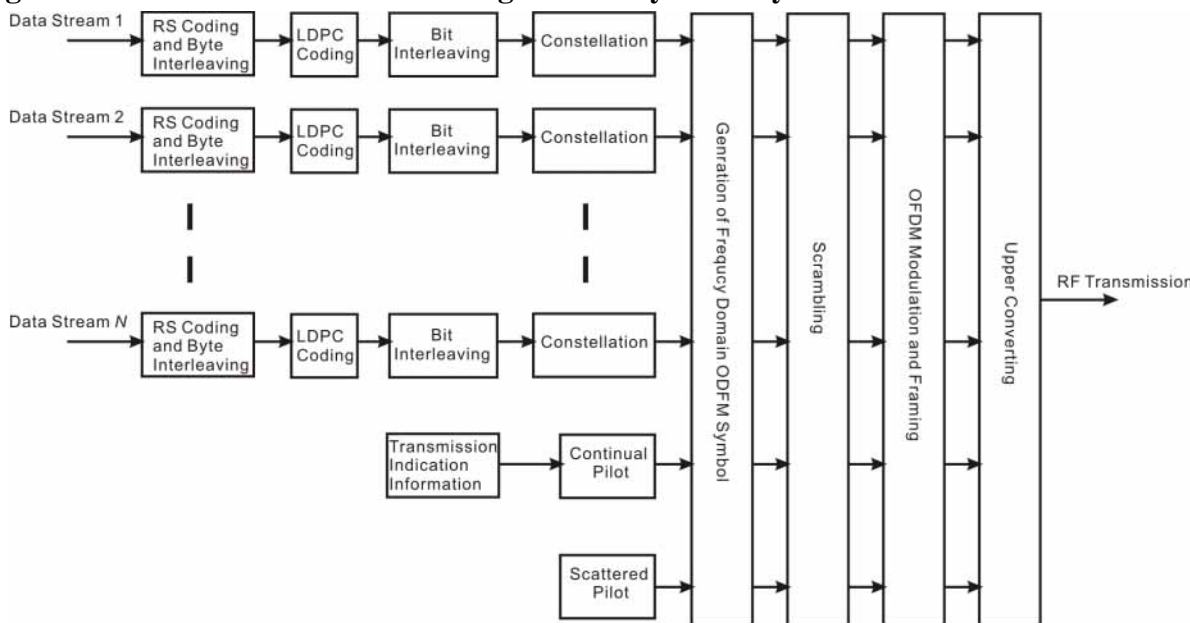 Data Stream 1
RS Coding
and Byte
Interleaving
LDPC
Coding
Bit
Interleaving
Constellation
Data Stream 2
RS Coding
and Byte
Interleaving
LDPC
Coding
Bit
Interleaving
Constellation
Data Stream N
RS Coding
and Byte
Interleaving
LDPC
Coding
Bit
Interleaving
Constellation
Transmission
Indication
Information
Continual
Pilot
Scattered
Pilot
Genration of Frequcy Domain ODFM Symbol
Scrambling
OFDM Modulation and Framing
Upper Converting
RF Transmission